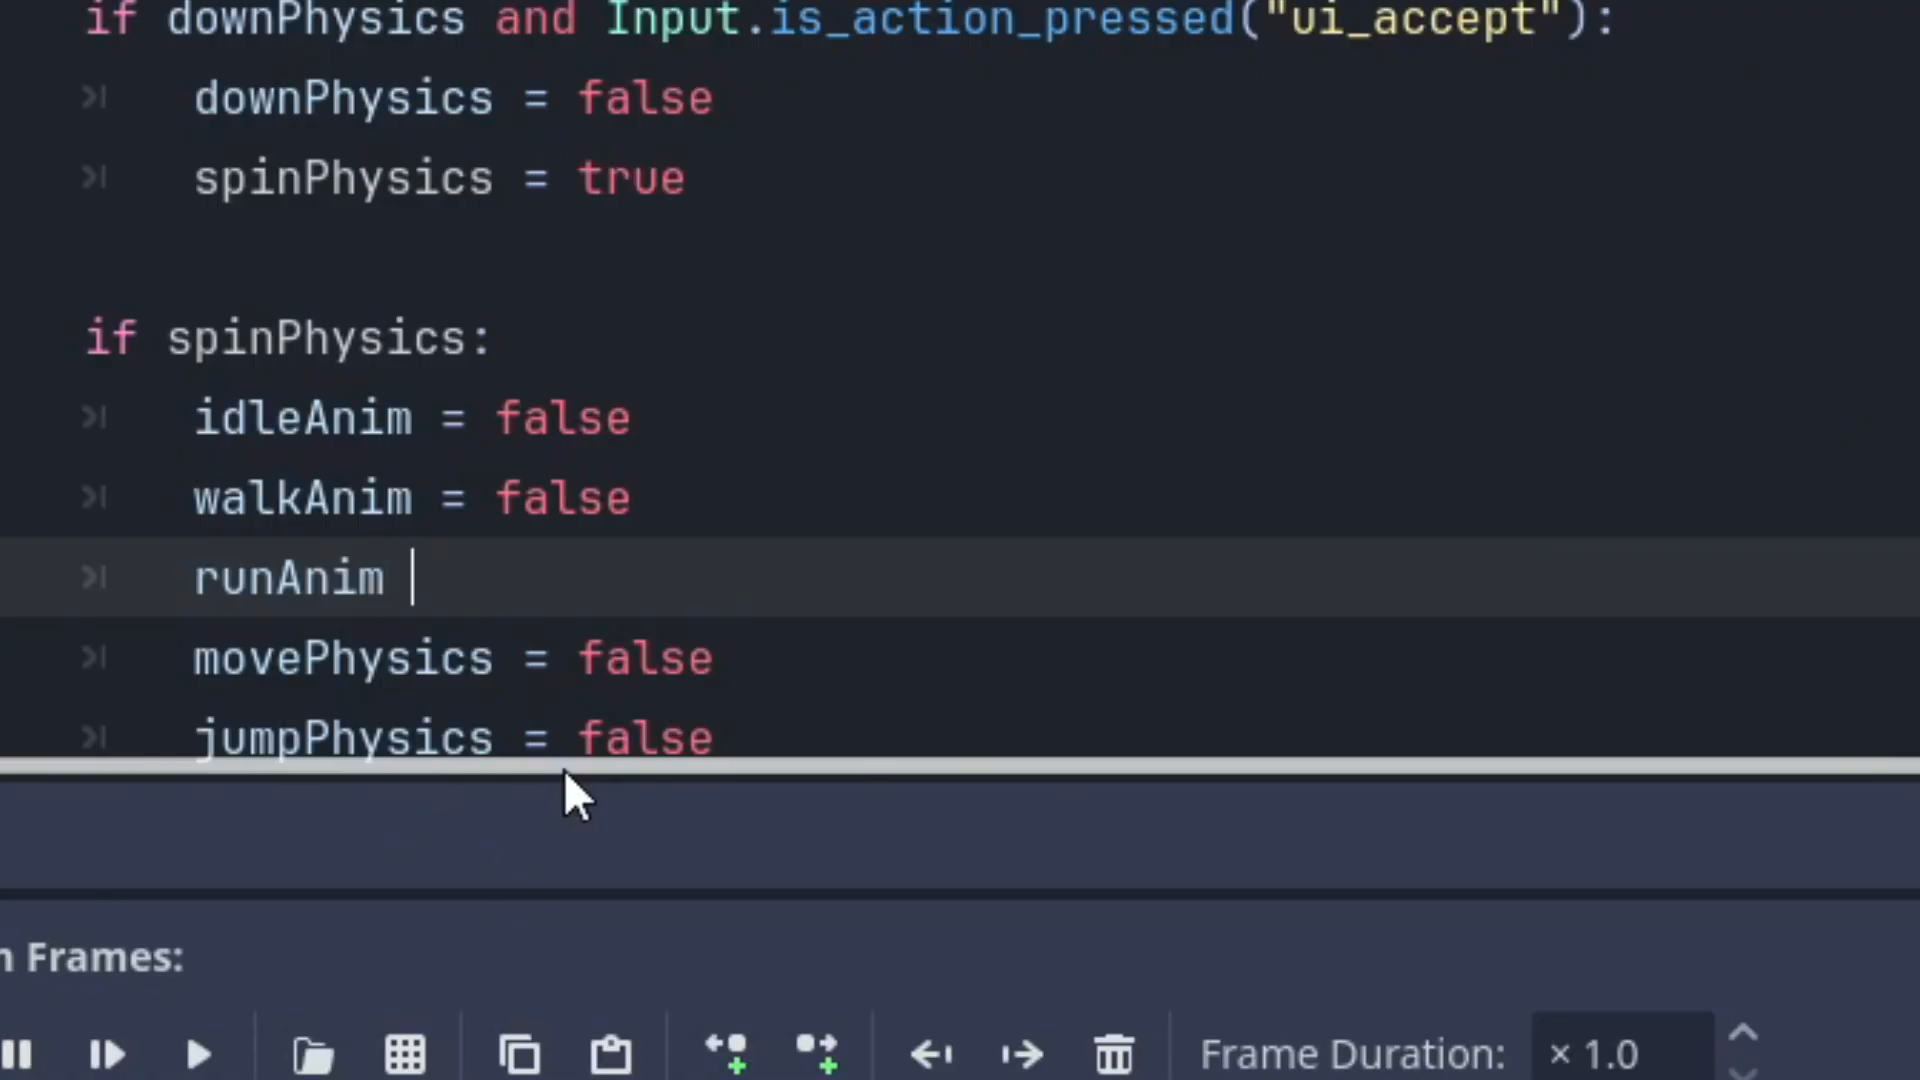 if downPhysics and Input.is_action_pressed("ui_accept"):
downPhysics = false
spinPhysics = true
if spinPhysics:
idleAnim = false
walkAnim = false
runAnim
movePhysics = false
jumpPhysics = false
n Frames:
Frame Duration: × 1.0